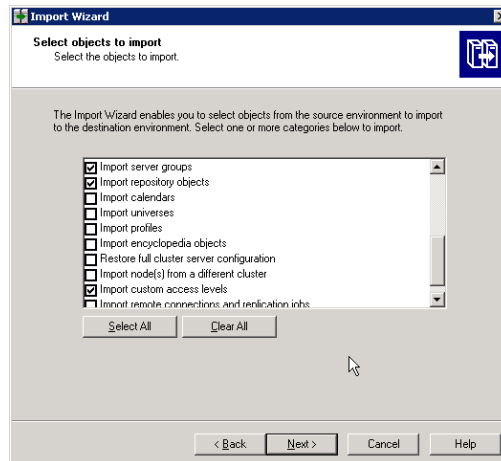 Import Wizard
Select objects to import
Select the objects to import.
The Import Wizard enables you to select objects from the source environment to import
to the destination environment. Select one or more categories below to import.
Import server groups
Import repository objects
Import calendars
Import universes
Import profiles
Import encyclopedia objects
Restore full cluster server configuration
Import node(s) from a different cluster
Import custom access levels
Import remote connections and replication jobs
Select All
Clear All
< Back
Next >
Cancel
Help